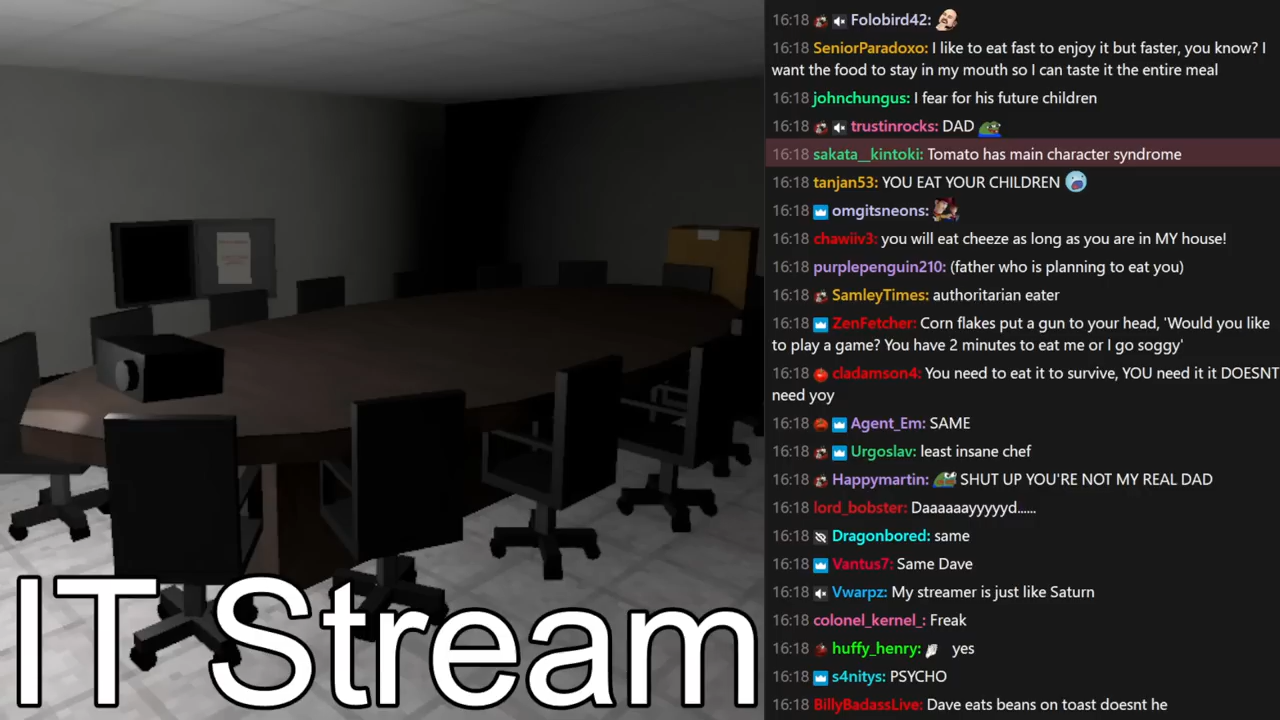 16:18 Folobird42:
16:18 SeniorParadoxo: I like to eat fast to enjoy it but faster, you know? I
want the food to stay in my mouth so I can taste it the entire meal
16:18 johnchungus: I fear for his future children
16:18 trustinrocks: DAD
16:18 sakata__kintoki: Tomato has main character syndrome
16:18 tanjan53: YOU EAT YOUR CHILDREN
16:18 omgitsneons:
16:18 chawiiv3: you will eat cheeze as long as you are in MY house!
16:18 purplepenguin210: (father who is planning to eat you)
16:18 SamleyTimes: authoritarian eater
16:18 ZenFetcher: Corn flakes put a gun to your head, 'Would you like
to play a game? You have 2 minutes to eat me or I go soggy'
16:18 cladamson4: You need to eat it to survive, YOU need it it DOESNT
need yoy
16:18 Agent_Em: SAME
16:18 Urgoslav: least insane chef
16:18 Happymartin: SHUT UP YOU'RE NOT MY REAL DAD
16:18 lord_bobster: Daaaaaayyyyyd......
16:18 Dragonbored: same
16:18 Vantus7: Same Dave
16:18 Vwarpz: My streamer is just like Saturn
16:18 colonel_kernel_: Freak
16:18 huffy_henry: yes
16:18 s4nitys: PSYCHO
16:18 BillyBadassLive: Dave eats beans on toast doesnt he
IT Stream